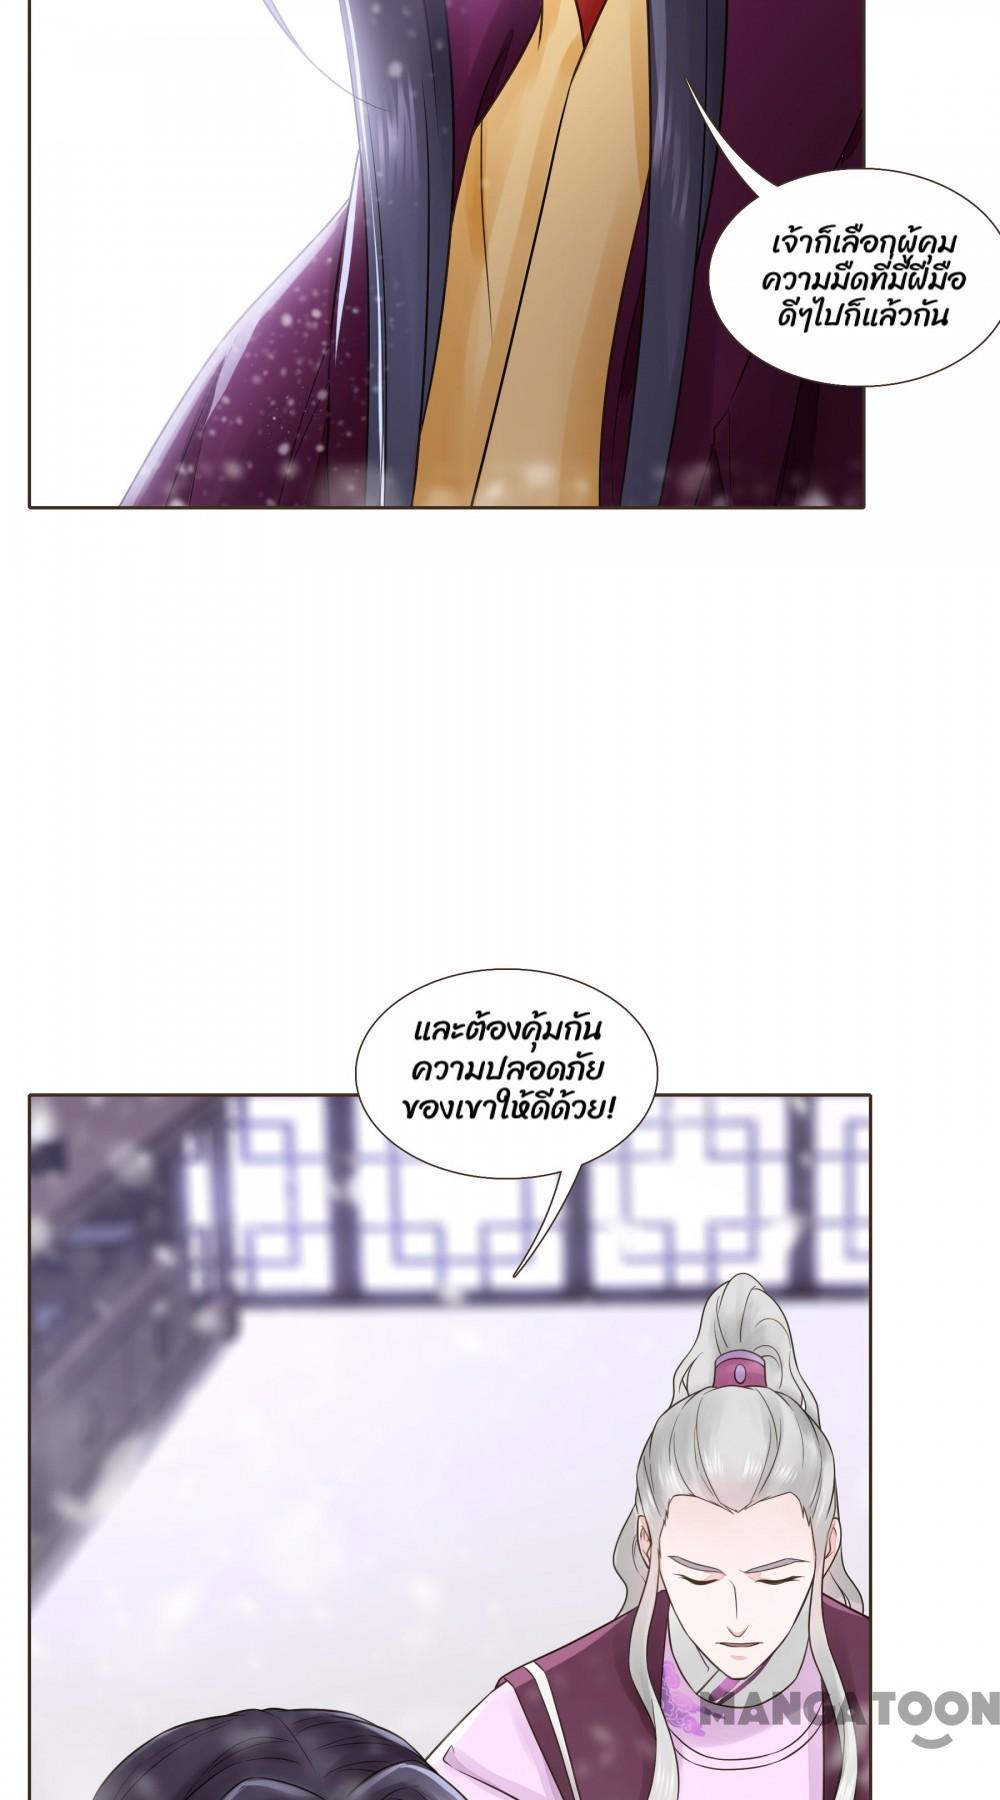 เจ้าก็เลือกผู้คุม
ความมืดที่มีฝีมือ
ดีๆไปก็แล้วกัน
และต้องคุ้มกัน
ความปลอดภัย
ของเขาให้ดีด้วย!
MANGATOON